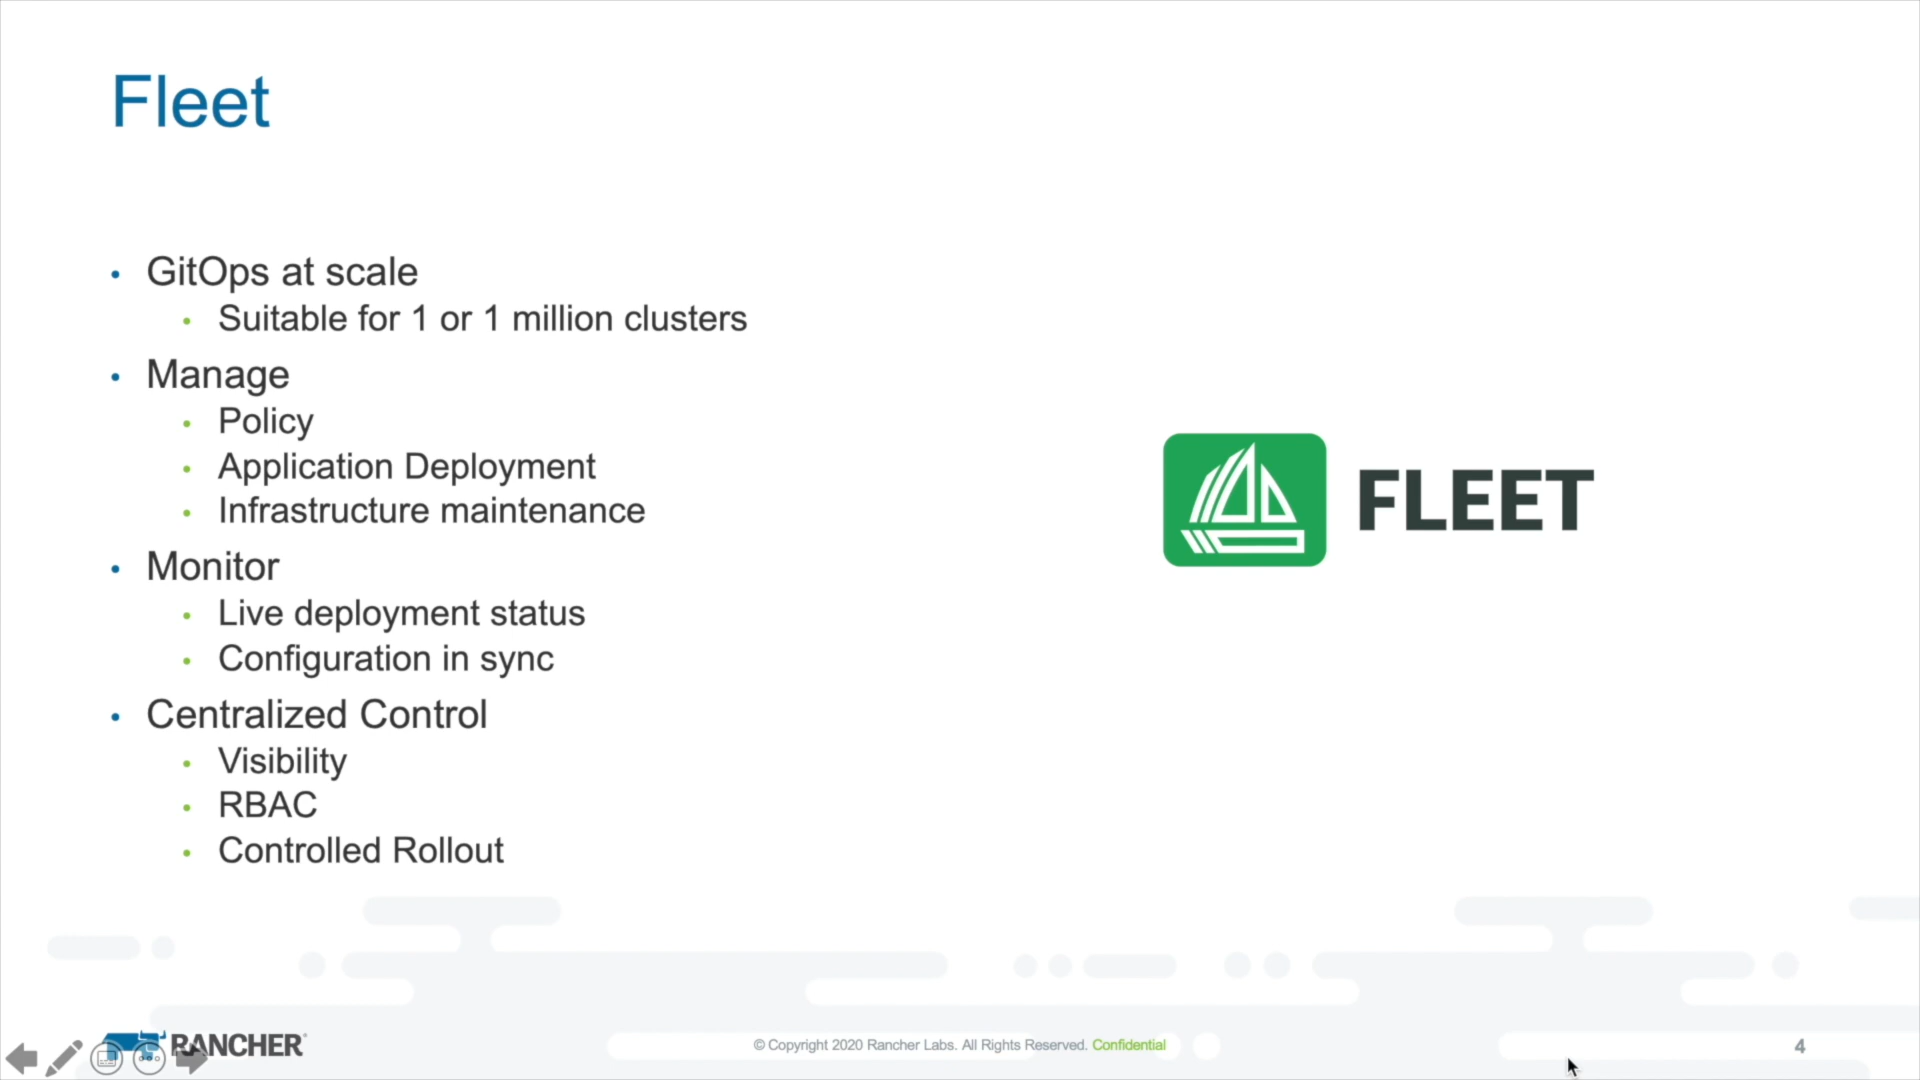 Fleet
• GitOps at scale
• Suitable for 1 or 1 million clusters
• Manage
• Policy
• Application Deployment
• Infrastructure maintenance
• Monitor
• Live deployment status
• Configuration in sync
• Centralized Control
• Visibility
• RBAC
• Controlled Rollout
FLEET
RANCHER
© Copyright 2020 Rancher Labs. All Rights Reserved. Confidential
4